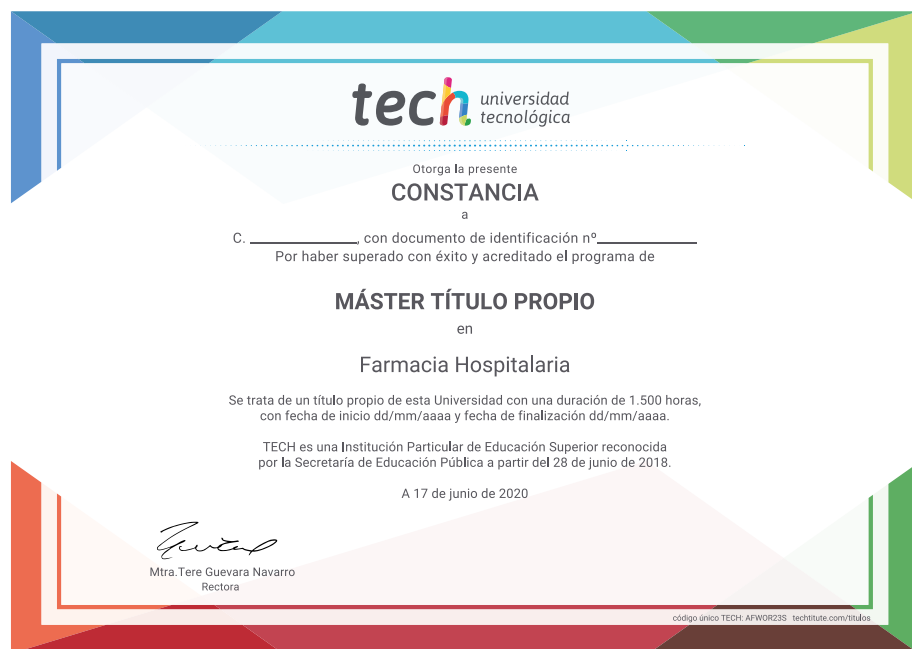 tech universidad
tecnológica
Otorga la presente
CONSTANCIA
a
C. ____________, con documento de identificación nº____________
Por haber superado con éxito y acreditado el programa de
MÁSTER TÍTULO PROPIO
en
Farmacia Hospitalaria
Se trata de un título propio de esta Universidad con una duración de 1.500 horas,
con fecha de inicio dd/mm/aaaa y fecha de finalización dd/mm/aaaa.
TECH es una Institución Particular de Educación Superior reconocida
por la Secretaría de Educación Pública a partir del 28 de junio de 2018.
A 17 de junio de 2020
Mtra.Tere Guevara Navarro
Rectora
código único TECH: AFWOR23S techtitute.com/titulos